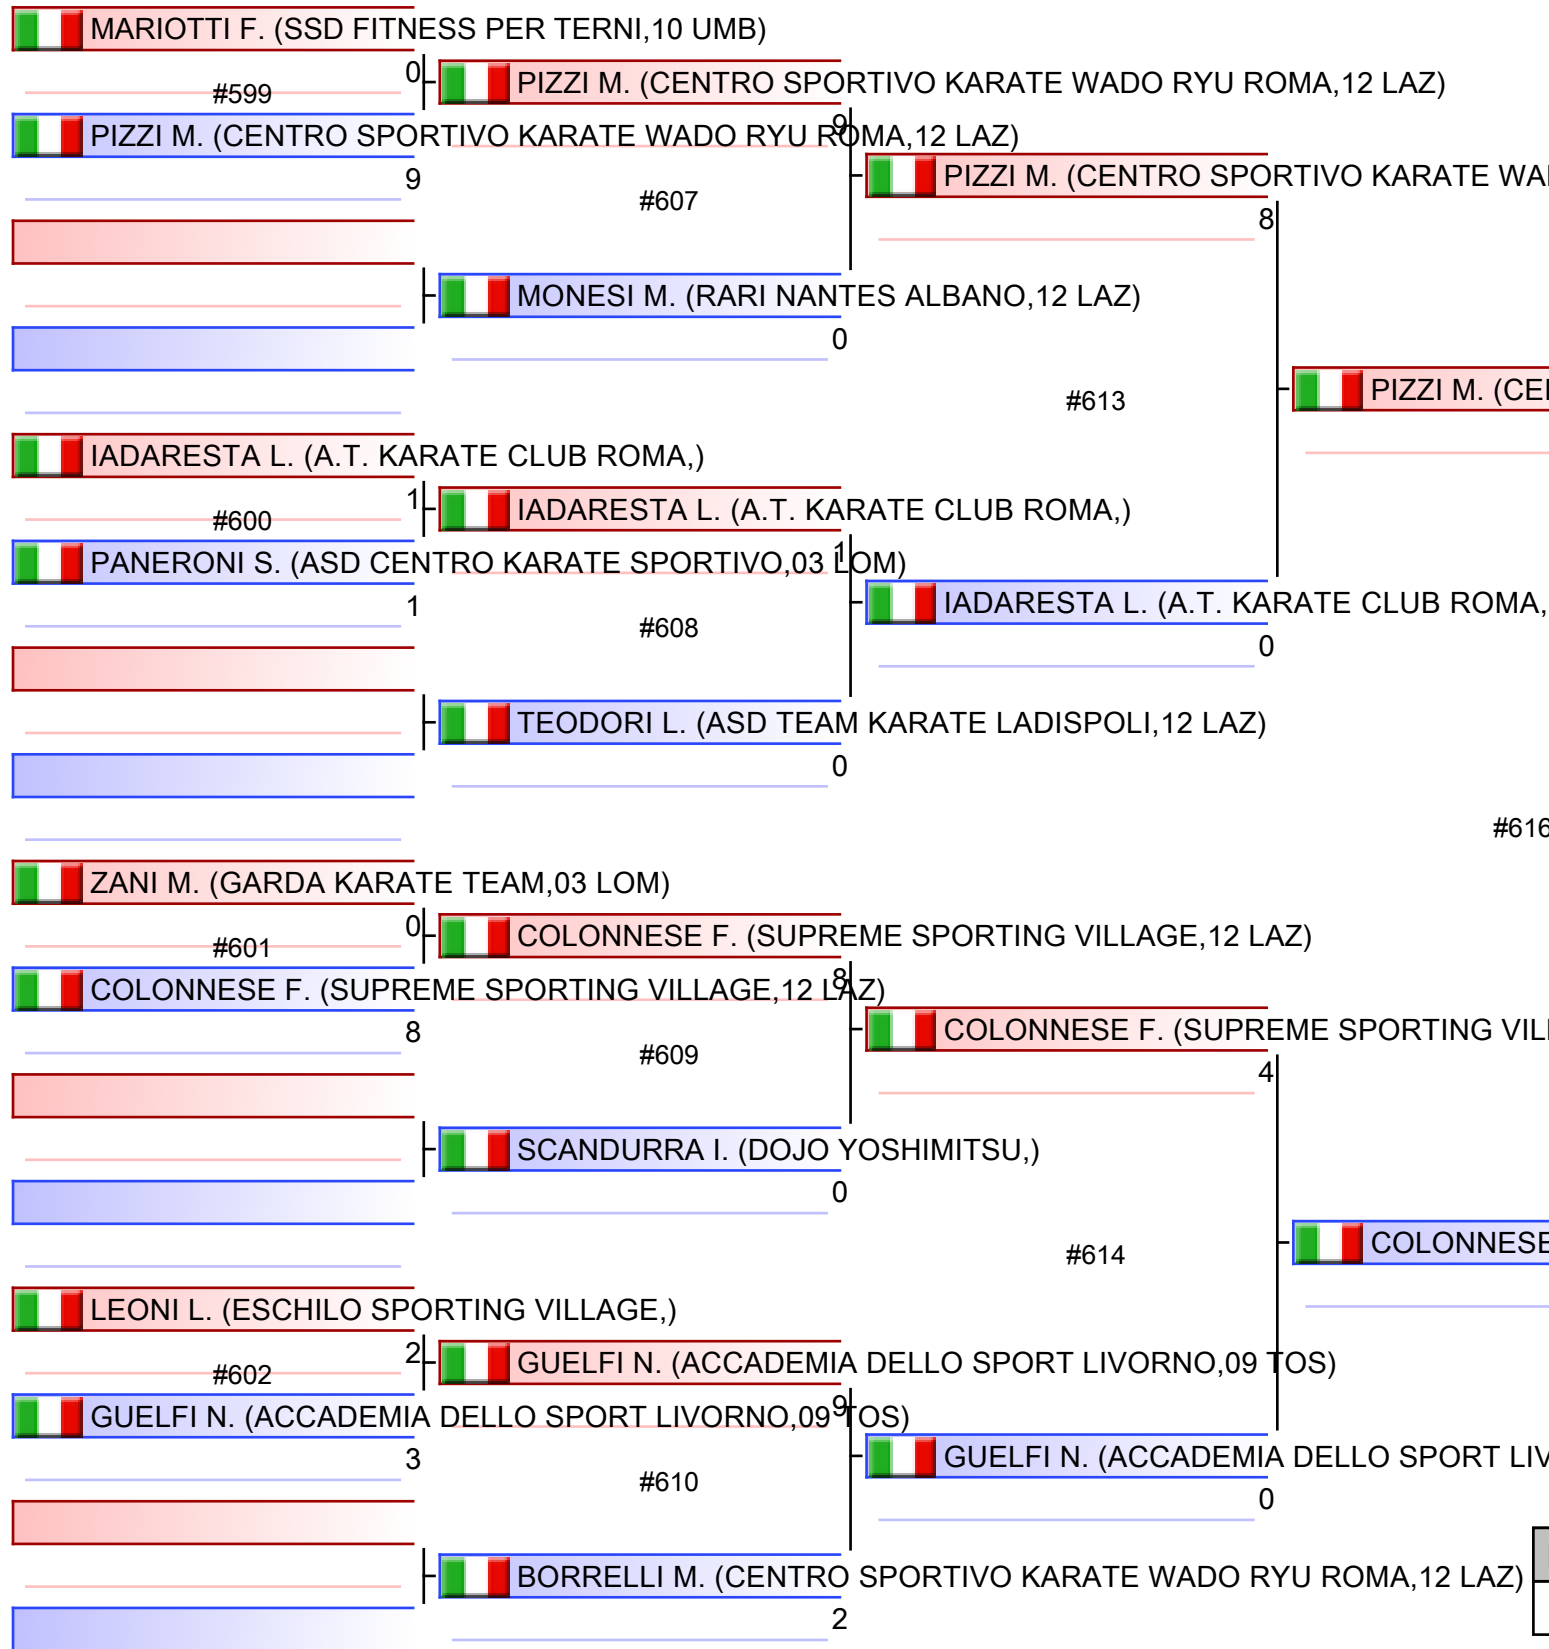 MARIOTTI F. (SSD FITNESS PER TERNI,10 UMB)
0
#599
PIZZI M. (CENTRO SPORTIVO KARATE WADO RYU ROMA,12 LAZ)
9
IADARESTA L. (A.T. KARATE CLUB ROMA,)
1
#600
PANERONI S. (ASD CENTRO KARATE SPORTIVO,03 LOM)
1
ZANI M. (GARDA KARATE TEAM,03 LOM)
0
#601
COLONNESE F. (SUPREME SPORTING VILLAGE,12 LAZ)
8
LEONI L. (ESCHILO SPORTING VILLAGE,)
2
#602
GUELFI N. (ACCADEMIA DELLO SPORT LIVORNO,09 TOS)
3
PIZZI M. (CENTRO SPORTIVO KARATE WADO RYU ROMA,12 LAZ)
9
#607
MONESI M. (RARI NANTES ALBANO,12 LAZ)
0
IADARESTA L. (A.T. KARATE CLUB ROMA,)
1
#608
TEODORI L. (ASD TEAM KARATE LADISPOLI,12 LAZ)
0
COLONNESE F. (SUPREME SPORTING VILLAGE,12 LAZ)
8
#609
SCANDURRA I. (DOJO YOSHIMITSU,)
0
GUELFI N. (ACCADEMIA DELLO SPORT LIVORNO,09 TOS)
9
#610
BORRELLI M. (CENTRO SPORTIVO KARATE WADO RYU ROMA,12 LAZ)
2
PIZZI M. (CENTRO SPORTIVO KARATE
8
#613
IADARESTA L. (A.T. KARATE CLUB ROMA,
0
COLONNESE F. (SUPREME SPORTING
4
#614
GUELFI N. (ACCADEMIA DELLO SPORT
0
PIZZI M.
#616
COLONNESE